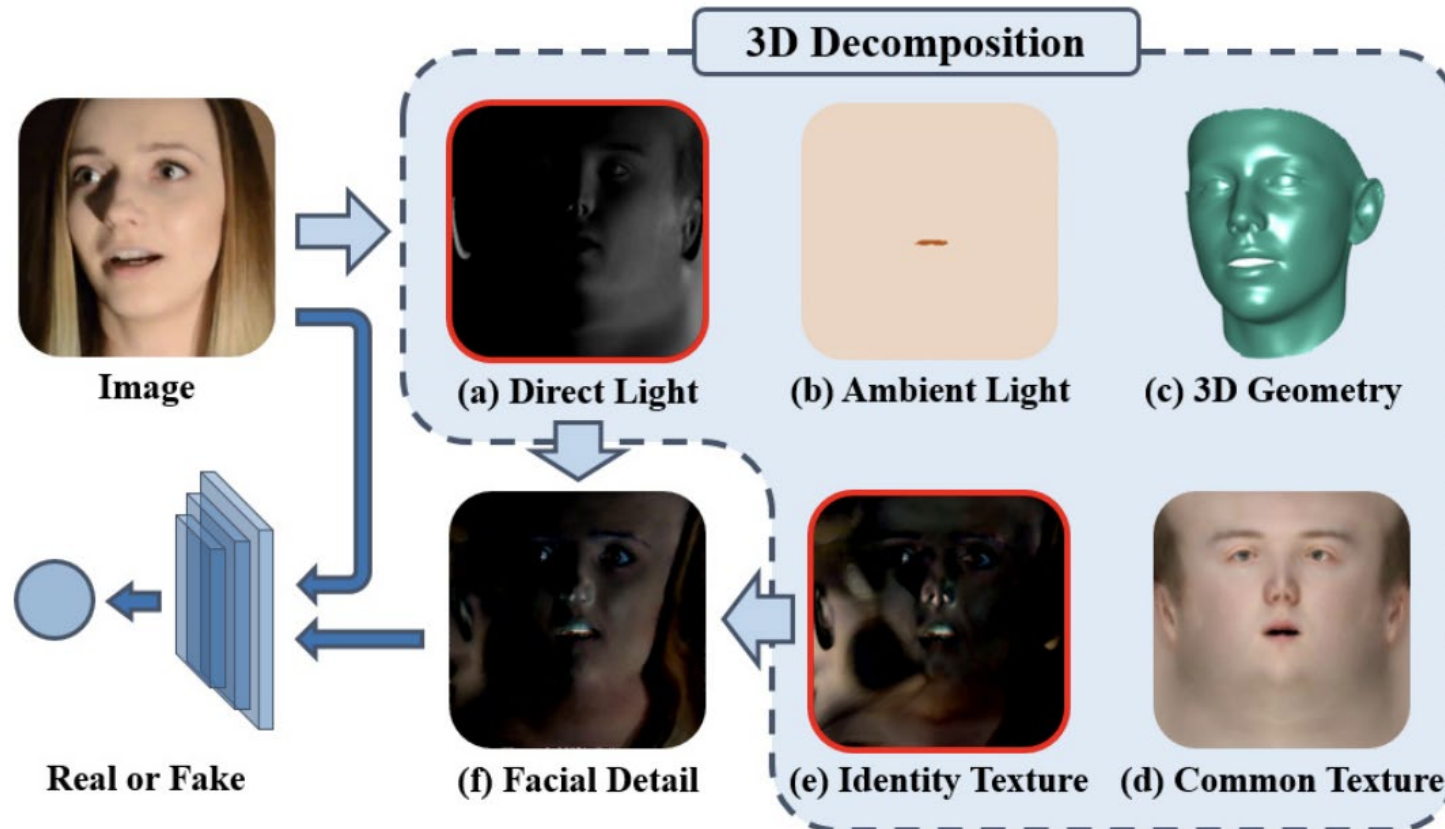 3D Decomposition
Image
(a) Direct Light
(b) Ambient Light
(c) 3D Geometry
Real or Fake
(f) Facial Detail
(e) Identity Texture
(d) Common Texture